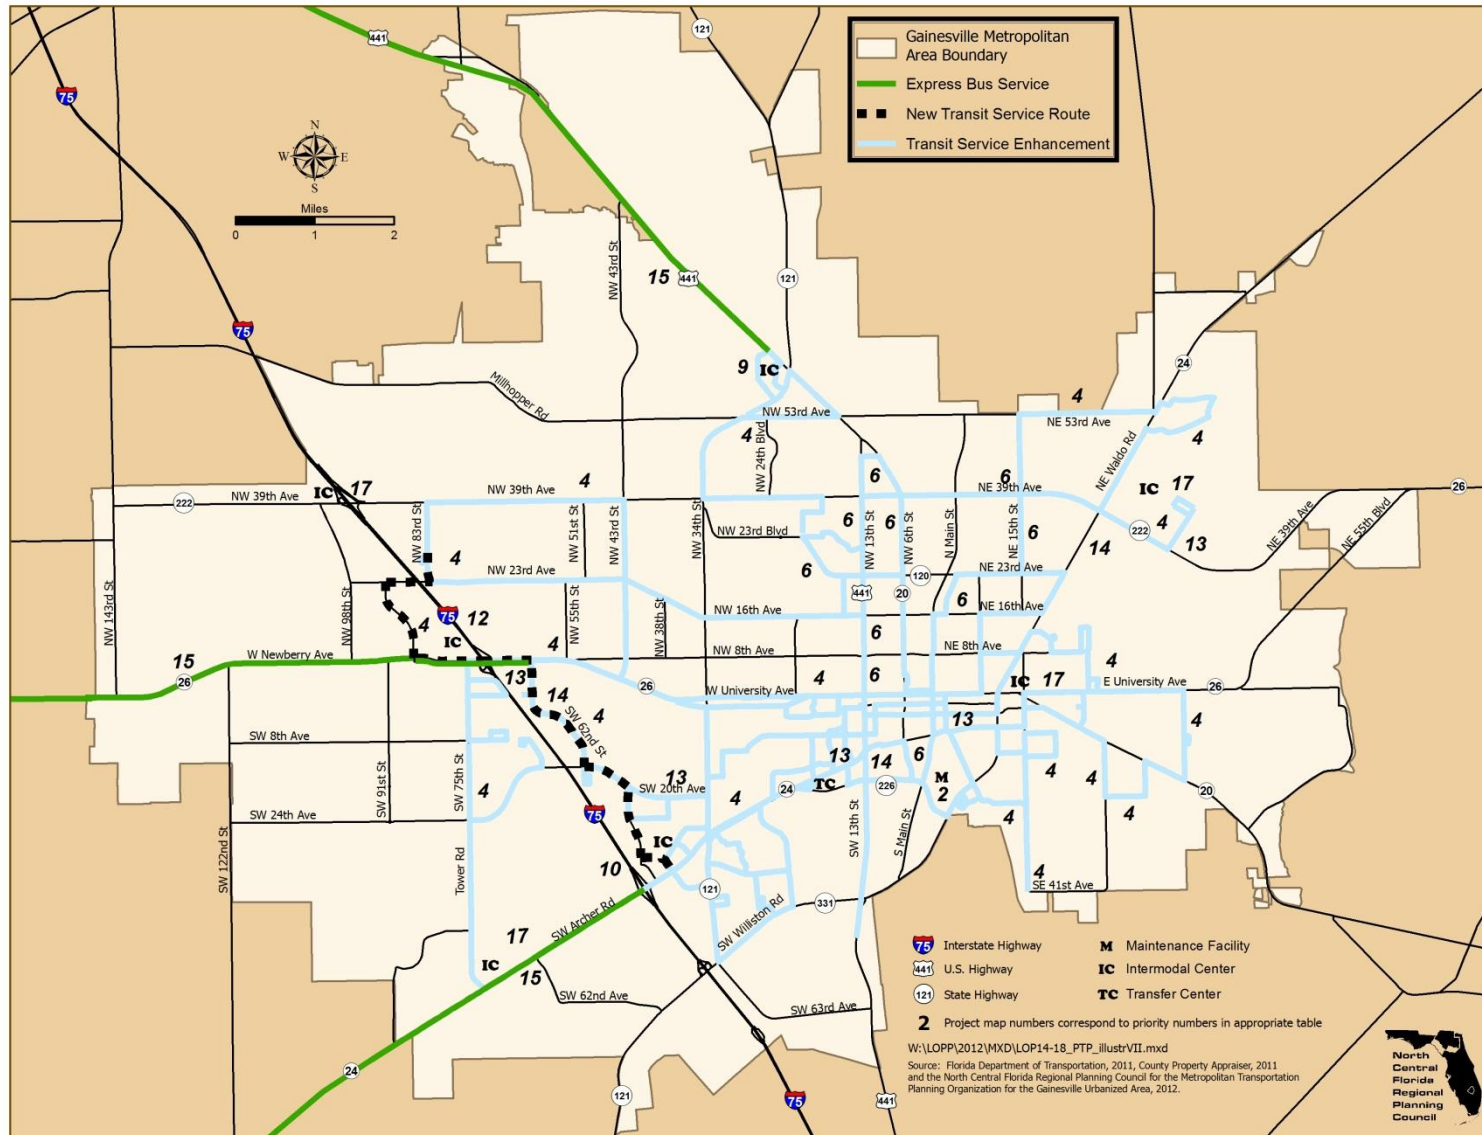 Gainesville Metropolitan
Area Boundary
Express Bus Service
New Transit Service Route
Transit Service Enhancement
441
121
75
N
W
E
S
Miles
0
1
2
NW 43rd St
15
441
121
75
24
9
IC
Millhopper Rd
NW 53rd Ave
4
NE 53rd Ave
4
NW 24th Blvd
4
NE Waldo Rd
IC
17
222
NW 39th Ave
4
NW 39th Ave
6
6
NE 39th Ave
IC
17
26
NW 83rd St
NW 51st St
NW 43rd St
NW 34th St
NW 23rd Blvd
6
NW 13th St
6
NW 6th St
N Main St
NE 15th St
6
4
222
13
14
NE 39th Ave
NE 55th Blvd
4
NW 23rd Ave
6
120
NE 23rd Ave
NW 143rd St
NW 98th St
75
12
NW 55th St
NW 38th St
NW 16th Ave
441
20
6
NE 16th Ave
4
IC
4
6
15
W Newberry Ave
NW 8th Ave
NE 8th Ave
26
13
26
W University Ave
4
6
IC
17
4
E University Ave
26
14
4
SW 62nd St
13
4
SW 8th Ave
13
14
6
SW 122nd St
SW 91st St
SW 75th St
4
13
SW 20th Ave
4
24
TC
226
M
2
4
4
4
20
SW 24th Ave
75
IC
SW 13th St
S Main St
4
4
SE 41st Ave
10
Tower Rd
121
SW Archer Rd
331
SW Williston Rd
17
IC
15
SW 62nd Ave
SW 63rd Ave
24
121
75
441
75
Interstate Highway
M
Maintenance Facility
441
U.S. Highway
IC
Intermodal Center
121
State Highway
TC
Transfer Center
2 Project map numbers correspond to priority numbers in appropriate table
W:\LOPP\2012\MXD\LOP14-18_PTP_illustrVII.mxd
Source: Florida Department of Transportation, 2011, County Property Appraiser, 2011
and the North Central Florida Regional Planning Council for the Metropolitan Transportation
Planning Organization for the Gainesville Urbanized Area, 2012.
North
Central
Florida
Regional
Planning
Council